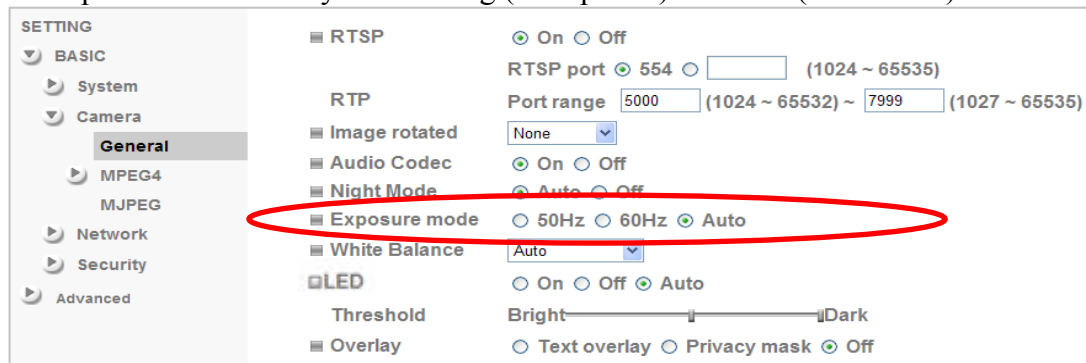 SETTING
BASIC
System
Camera
General
MPEG4
MJPEG
Network
Security
Advanced
RTSP On Off
RTSP port 554 (1024 ~ 65535)
RTP Port range 5000 (1024 ~ 65532) ~ 7999 (1027 ~ 65535)
Image rotated None
Audio Codec On Off
Night Mode Auto Off
Exposure mode 50Hz 60Hz Auto
White Balance Auto
LED On Off Auto
Threshold Bright Dark
Overlay Text overlay Privacy mask Off